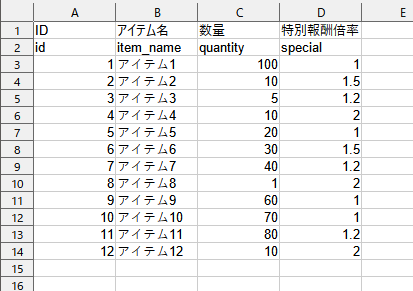 A B C D E
1 ID アイテム名 数量 特別報酬倍率
2 id item_name quantity special
3 1 アイテム1 100 1
4 2 アイテム2 10 1.5
5 3 アイテム3 5 1.2
6 4 アイテム4 10 2
7 5 アイテム5 20 1
8 6 アイテム6 30 1.5
9 7 アイテム7 40 1.2
10 8 アイテム8 1 2
11 9 アイテム9 60 1
12 10 アイテム10 70 1
13 11 アイテム11 80 1.2
14 12 アイテム12 10 2
15
16